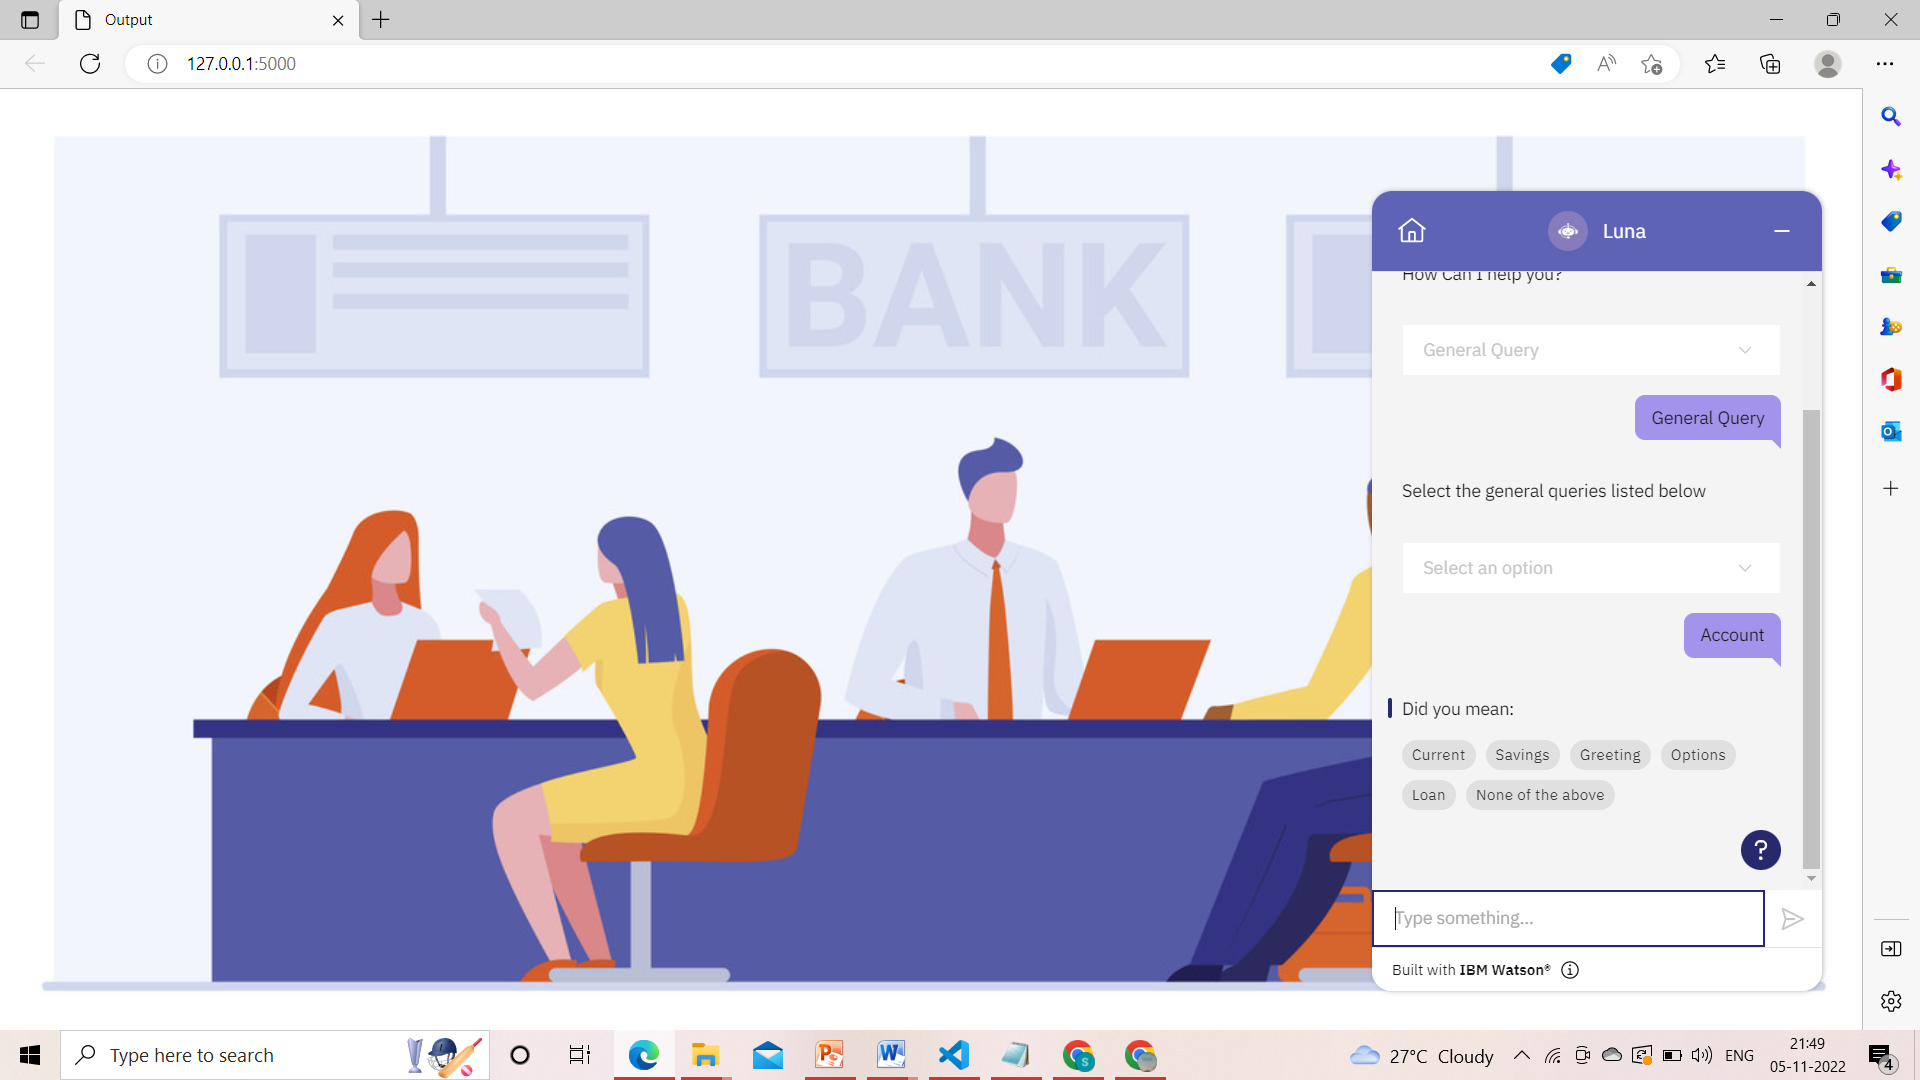 Output
127.0.0.1:5000
BANK
Luna
How Can I help you?
General Query
General Query
Select the general queries listed below
Select an option
Account
Did you mean:
Current Savings Greeting Options
Loan None of the above
?
Type something...
Built with IBM Watson®
Type here to search
27°C Cloudy
ENG
21:49
05-11-2022
4